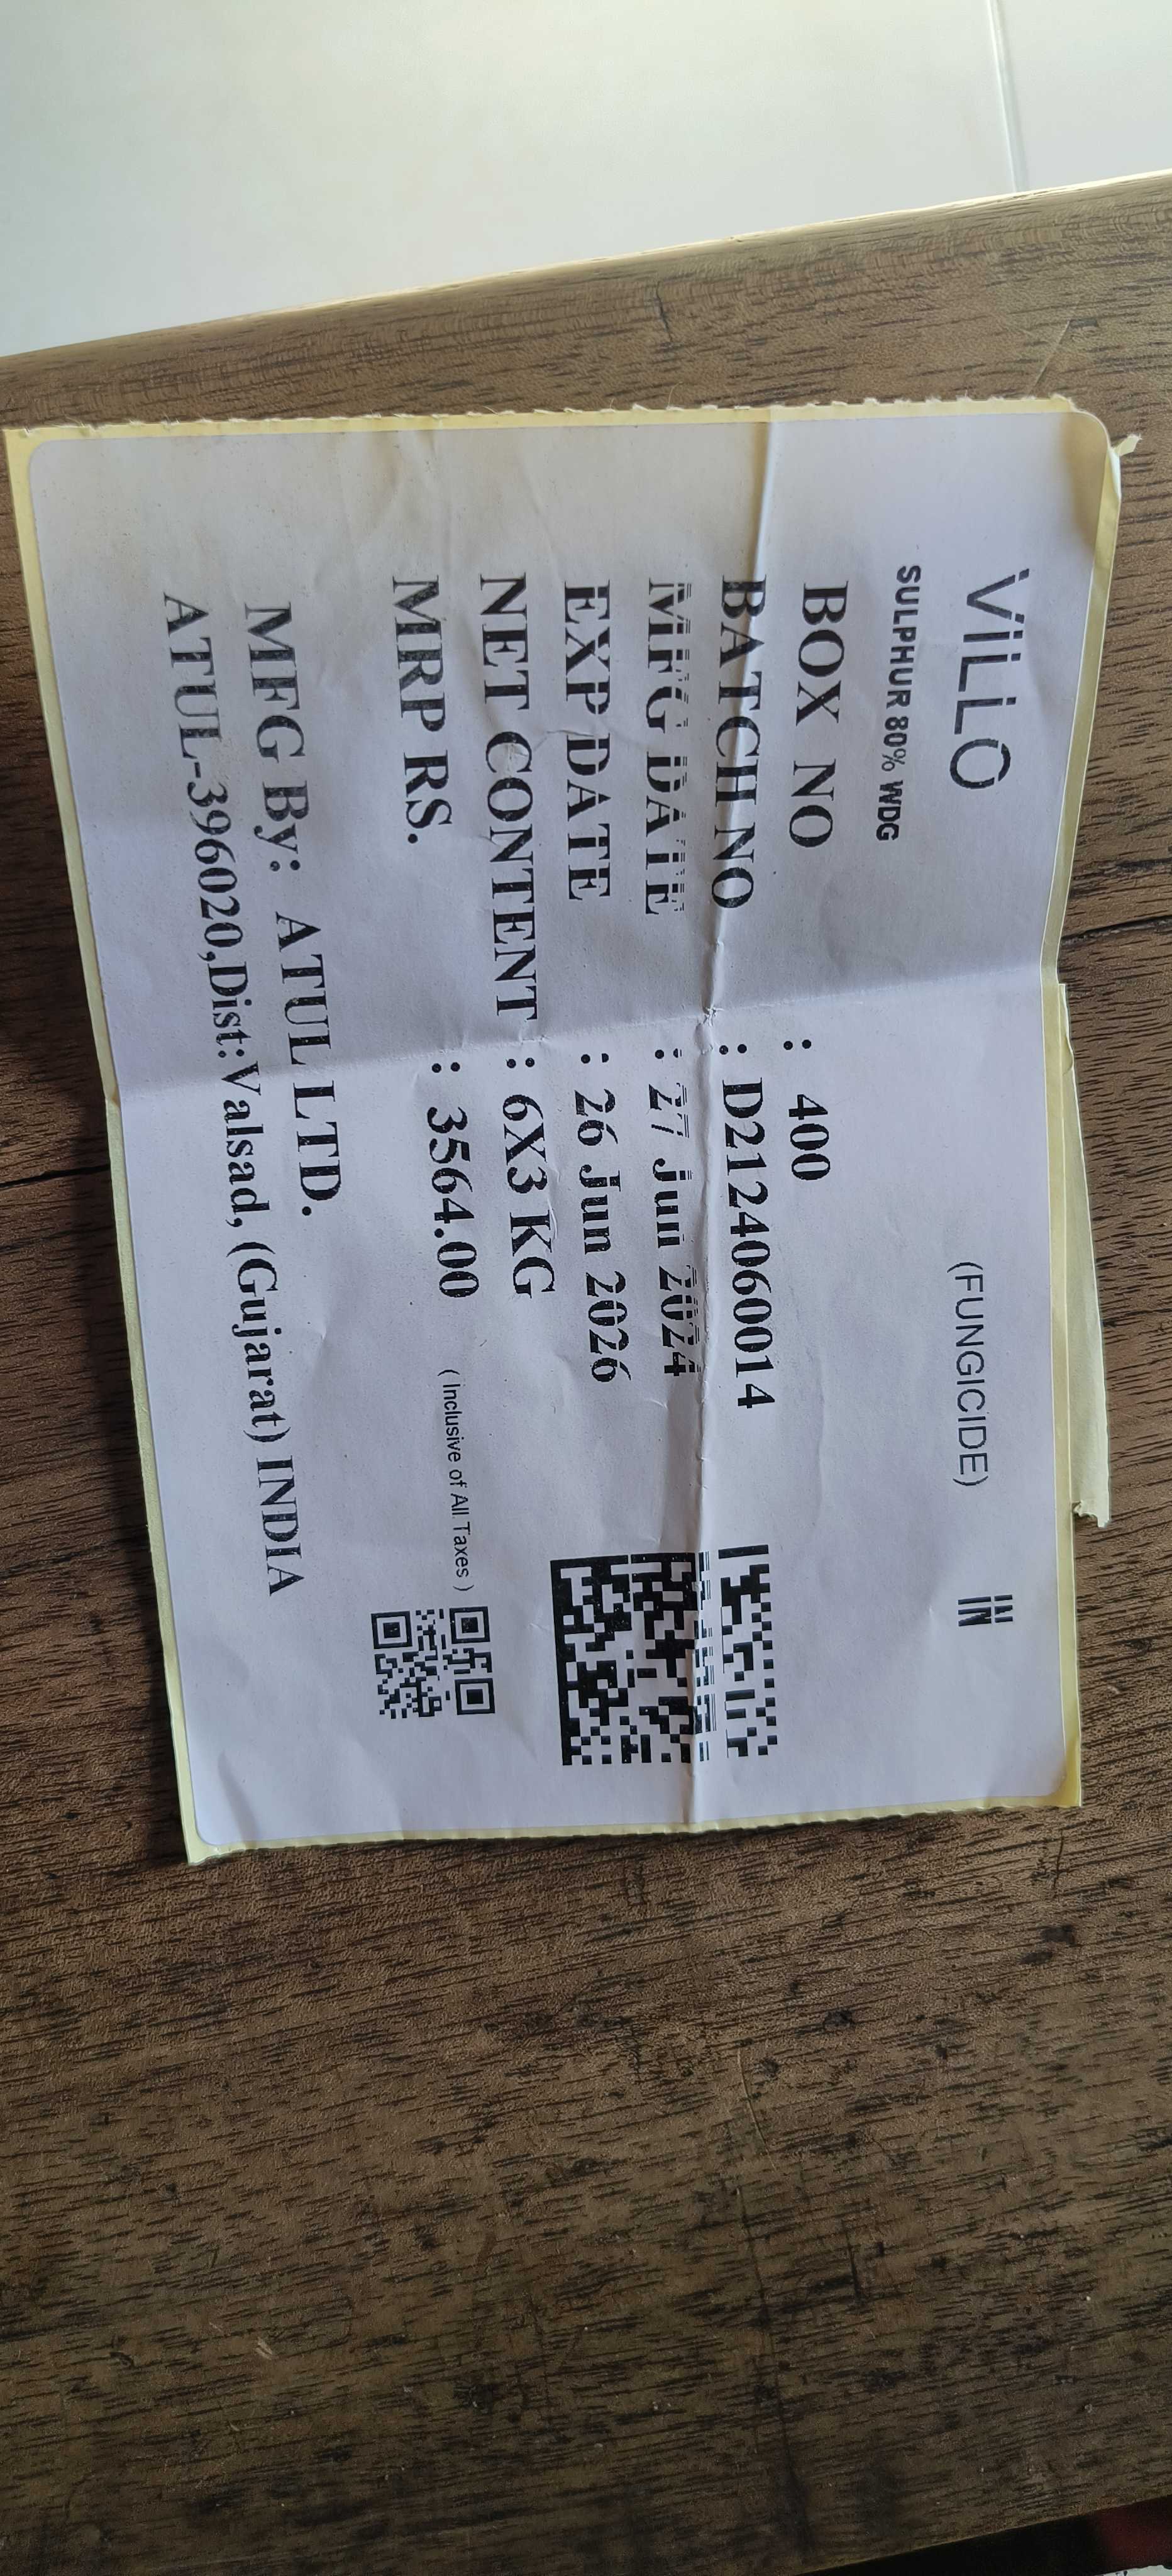 ViLLO (FUNGICIDE) IN
SULPHUR 80% WDG
BOX NO : 400
BATCH NO : D2124060014
MFG DATE : 27 Jun 2024
EXP DATE : 26 Jun 2026
NET CONTENT : 6X3 KG
MRP RS. : 3564.00 ( Inclusive of All Taxes )
MFG By: ATUL LTD.
ATUL-396020,Dist:Valsad, (Gujarat) INDIA